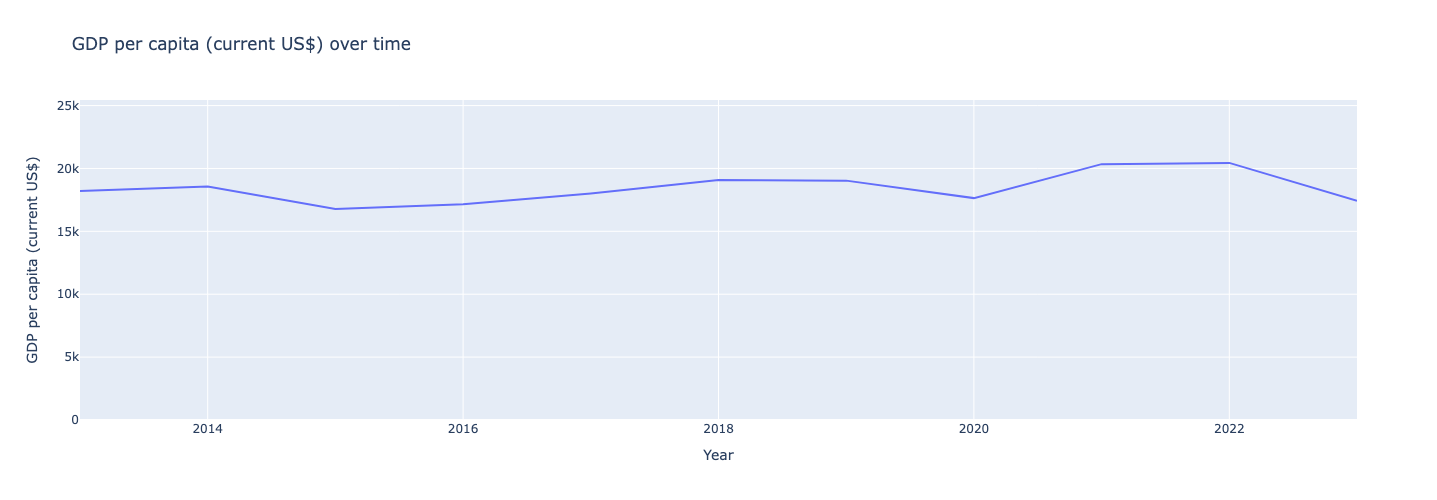 GDP per capita (current US$) over time
GDP per capita (current US$)
25k
20k
15k
10k
5k
0
2014 2016 2018 2020 2022
Year